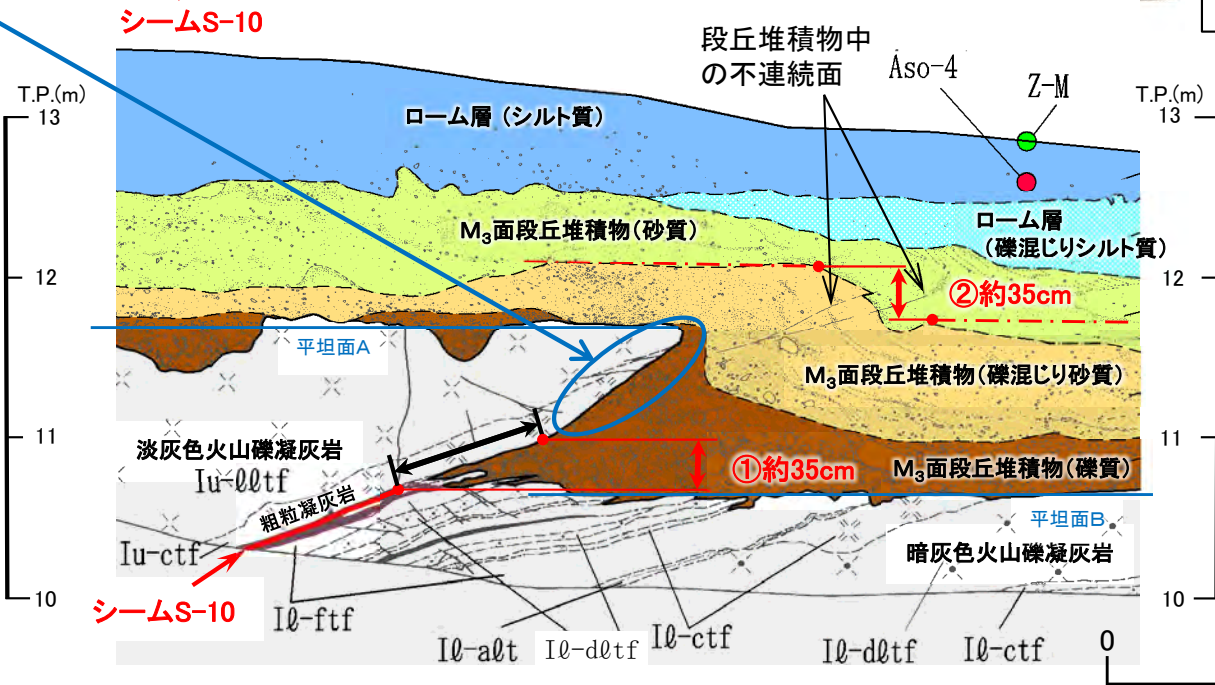 シームS-10
段丘堆積物中
の不連続面
Aso-4
Z-M
T.P.(m)
T.P.(m)
13
13
ローム層(シルト質)
M₃面段丘堆積物(砂質)
ローム層
(礫混じりシルト質)
12
12
②約35cm
平坦面A
M₃面段丘堆積物(礫混じり砂質)
11
11
淡灰色火山礫凝灰岩
Iu-ℓℓtf
①約35cm
M₃面段丘堆積物(礫質)
粗粒凝灰岩
平坦面B
Iu-ctf
暗灰色火山礫凝灰岩
10
10
シームS-10
Iℓ-ftf
Iℓ-aℓt
Iℓ-dℓtf
Iℓ-ctf
Iℓ-dℓtf
Iℓ-ctf
0